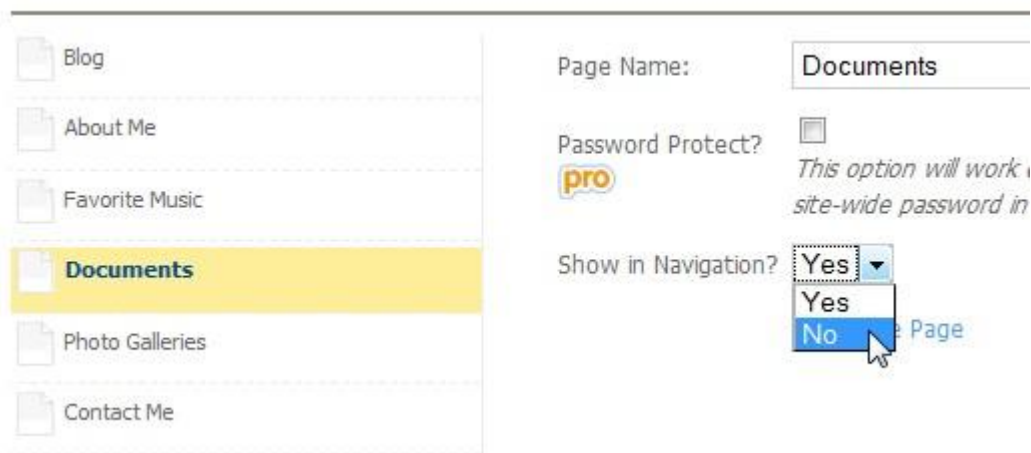 Blog
About Me
Favorite Music
Documents
Photo Galleries
Contact Me
Page Name: Documents
Password Protect?
pro
This option will work
site-wide password in
Show in Navigation? Yes
Yes
No
Page